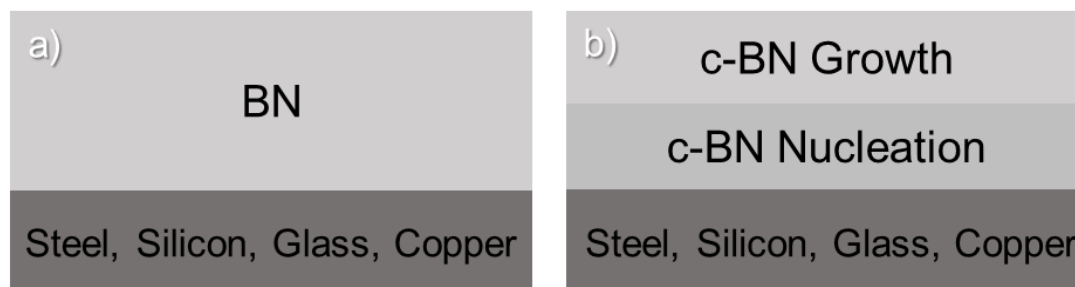 a)
BN
Steel, Silicon, Glass, Copper
b)
c-BN Growth
c-BN Nucleation
Steel, Silicon, Glass, Copper